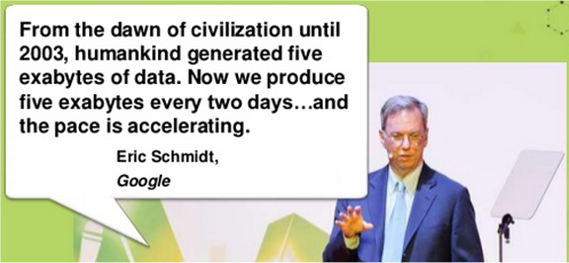 From the dawn of civilization until
2003, humankind generated five
exabytes of data. Now we produce
five exabytes every two days…and
the pace is accelerating.
Eric Schmidt,
Google